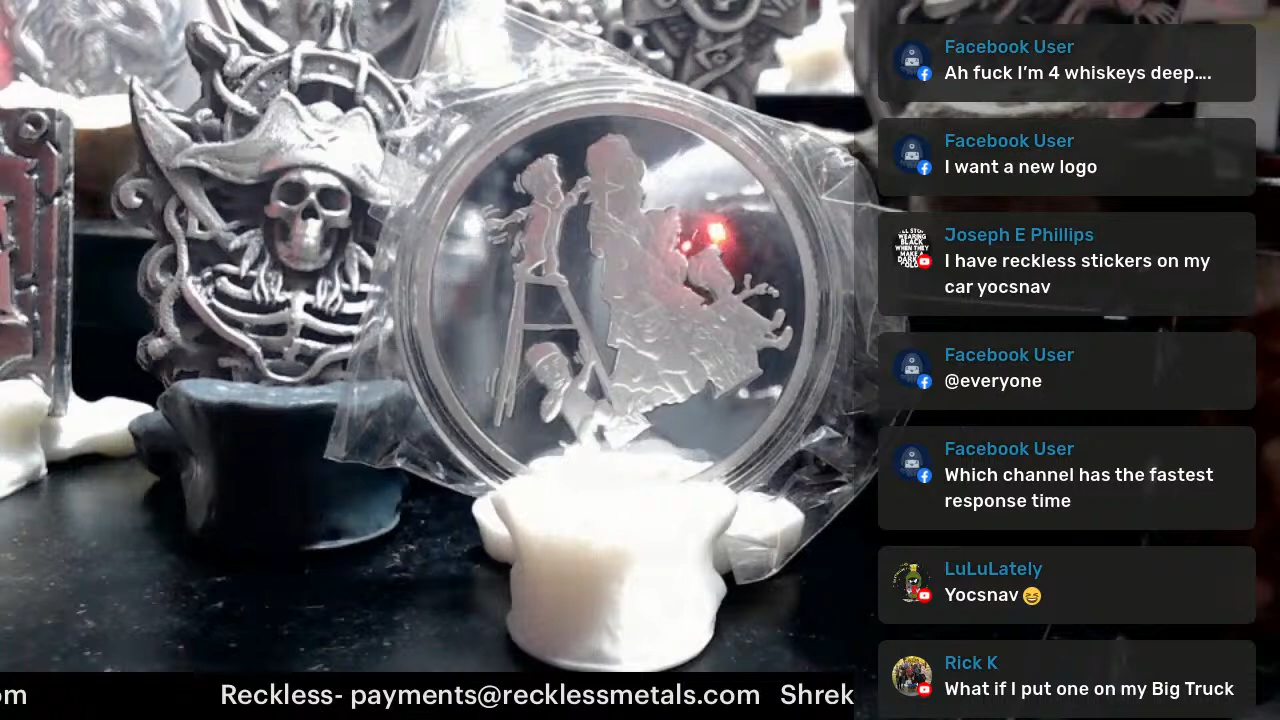 Facebook User
Ah fuck I’m 4 whiskeys deep....
Facebook User
I want a new logo
Joseph E Phillips
I have reckless stickers on my
car yocsnav
Facebook User
@everyone
Facebook User
Which channel has the fastest
response time
LuLuLately
Yocsnav 😆
Rick K
What if I put one on my Big Truck
om Reckless- payments@recklessmetals.com Shrek